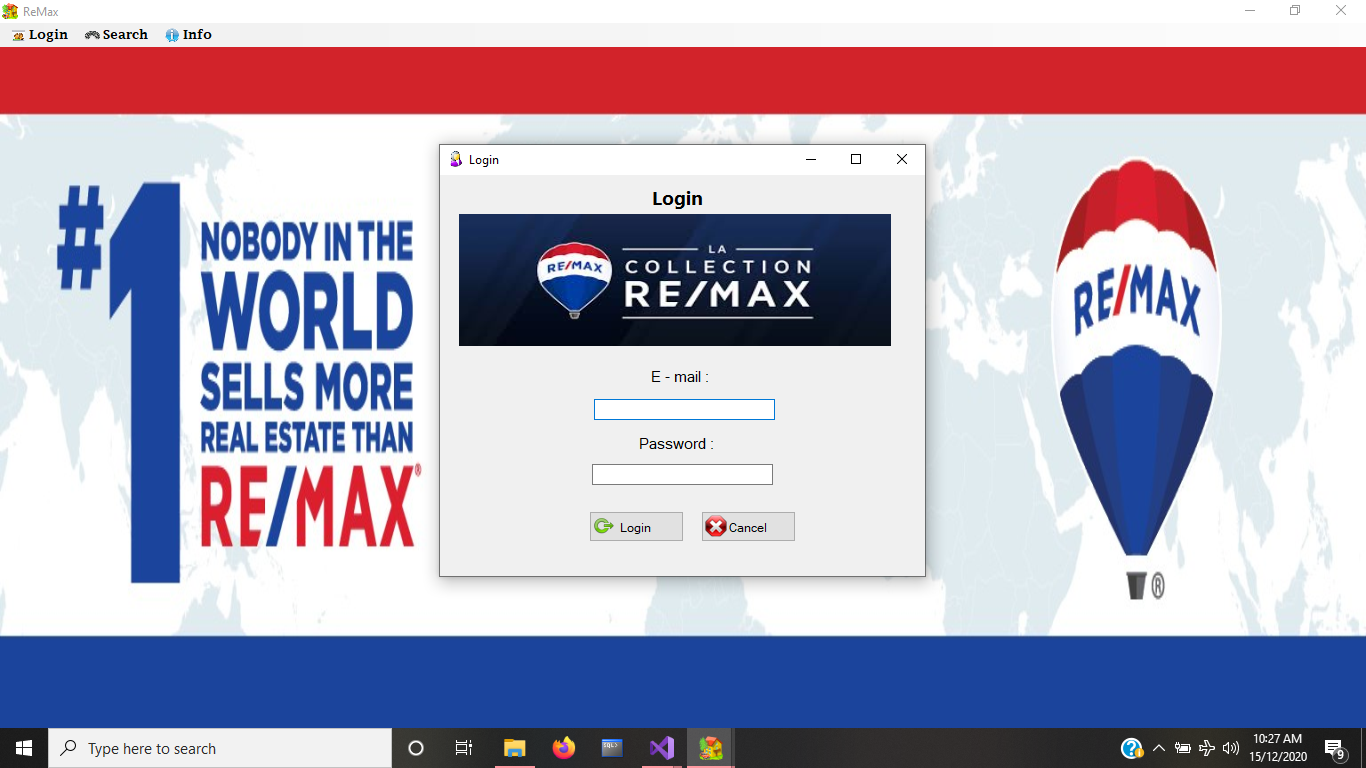 ReMax
Login Search Info
#1
NOBODY IN THE
WORLD
SELLS MORE
REAL ESTATE THAN
RE/MAX®
Login
Login
RE/MAX
LA
COLLECTION
RE/MAX
E - mail :
Password :
Login Cancel
RE/MAX
®
Type here to search
SQL>
10:27 AM
15/12/2020
9